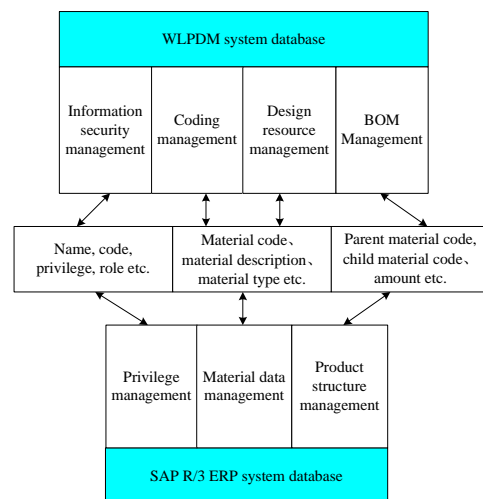 WLPDM system database
Information
security
management
Coding
management
Design
resource
management
BOM
Management
Name, code,
privilege, role etc.
Material code、
material description、
material type etc.
Parent material code,
child material code、
amount etc.
Privilege
management
Material data
management
Product
structure
management
SAP R/3 ERP system database